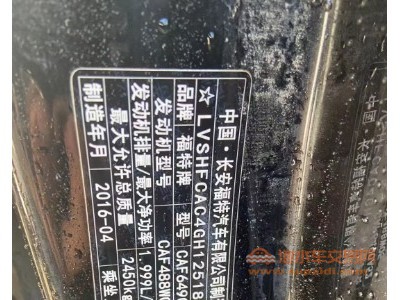 中国·长安福特汽车有限公司制
☆LVSHFCAC4GH12518
品牌 福特牌 型号 CAF649
发动机型号 CAF488W
发动机排量/最大净功率 1.999L/
最大允许总质量 2450kg
制造年月 2016-04 乘坐